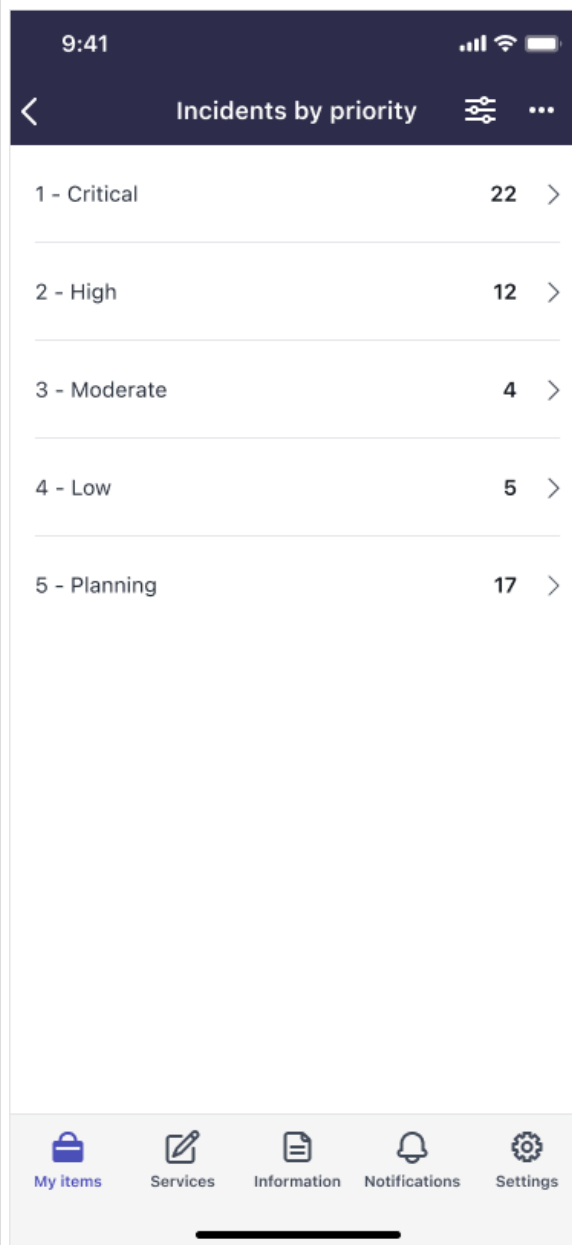 9:41
Incidents by priority
1 - Critical 22
2 - High 12
3 - Moderate 4
4 - Low 5
5 - Planning 17
My items Services Information Notifications Settings